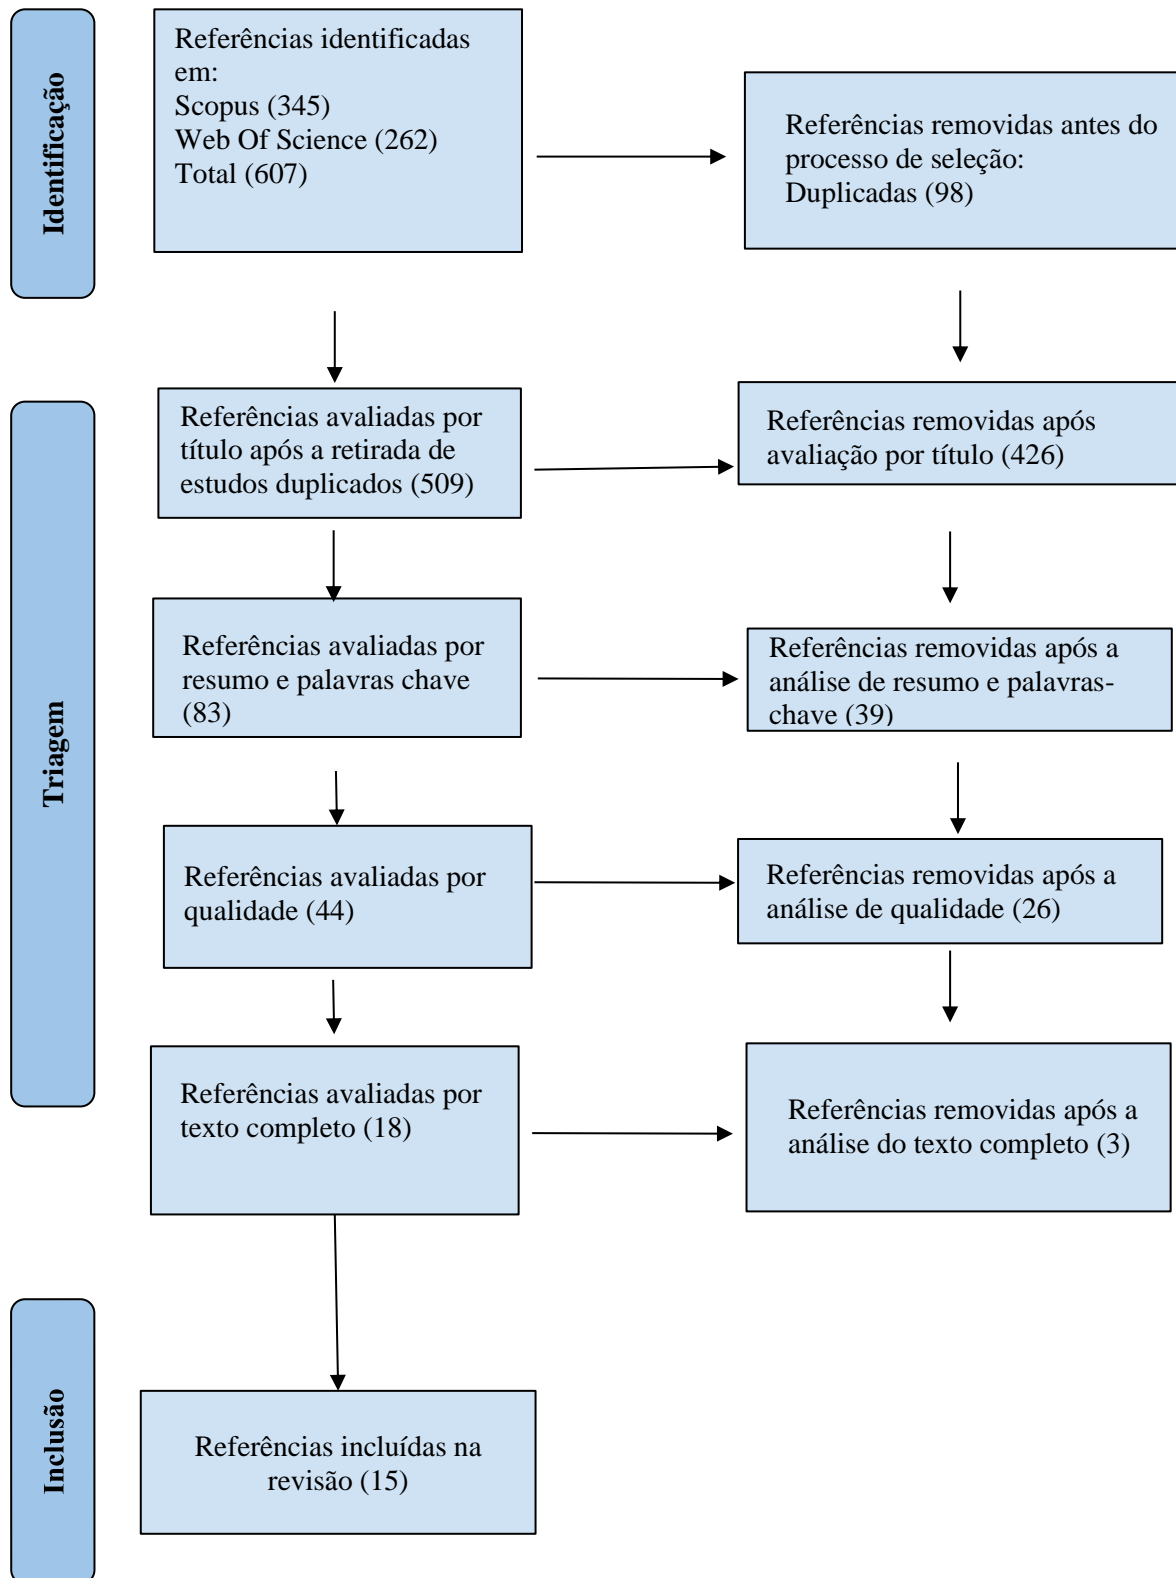 Identificação
Referências identificadas
em:
Scopus (345)
Web Of Science (262)
Total (607)
Referências removidas antes do
processo de seleção:
Duplicadas (98)
Triagem
Referências avaliadas por
título após a retirada de
estudos duplicados (509)
Referências removidas após
avaliação por título (426)
Referências avaliadas por
resumo e palavras chave
(83)
Referências removidas após a
análise de resumo e palavras-
chave (39)
Referências avaliadas por
qualidade (44)
Referências removidas após a
análise de qualidade (26)
Referências avaliadas por
texto completo (18)
Referências removidas após a
análise do texto completo (3)
Inclusão
Referências incluídas na
revisão (15)